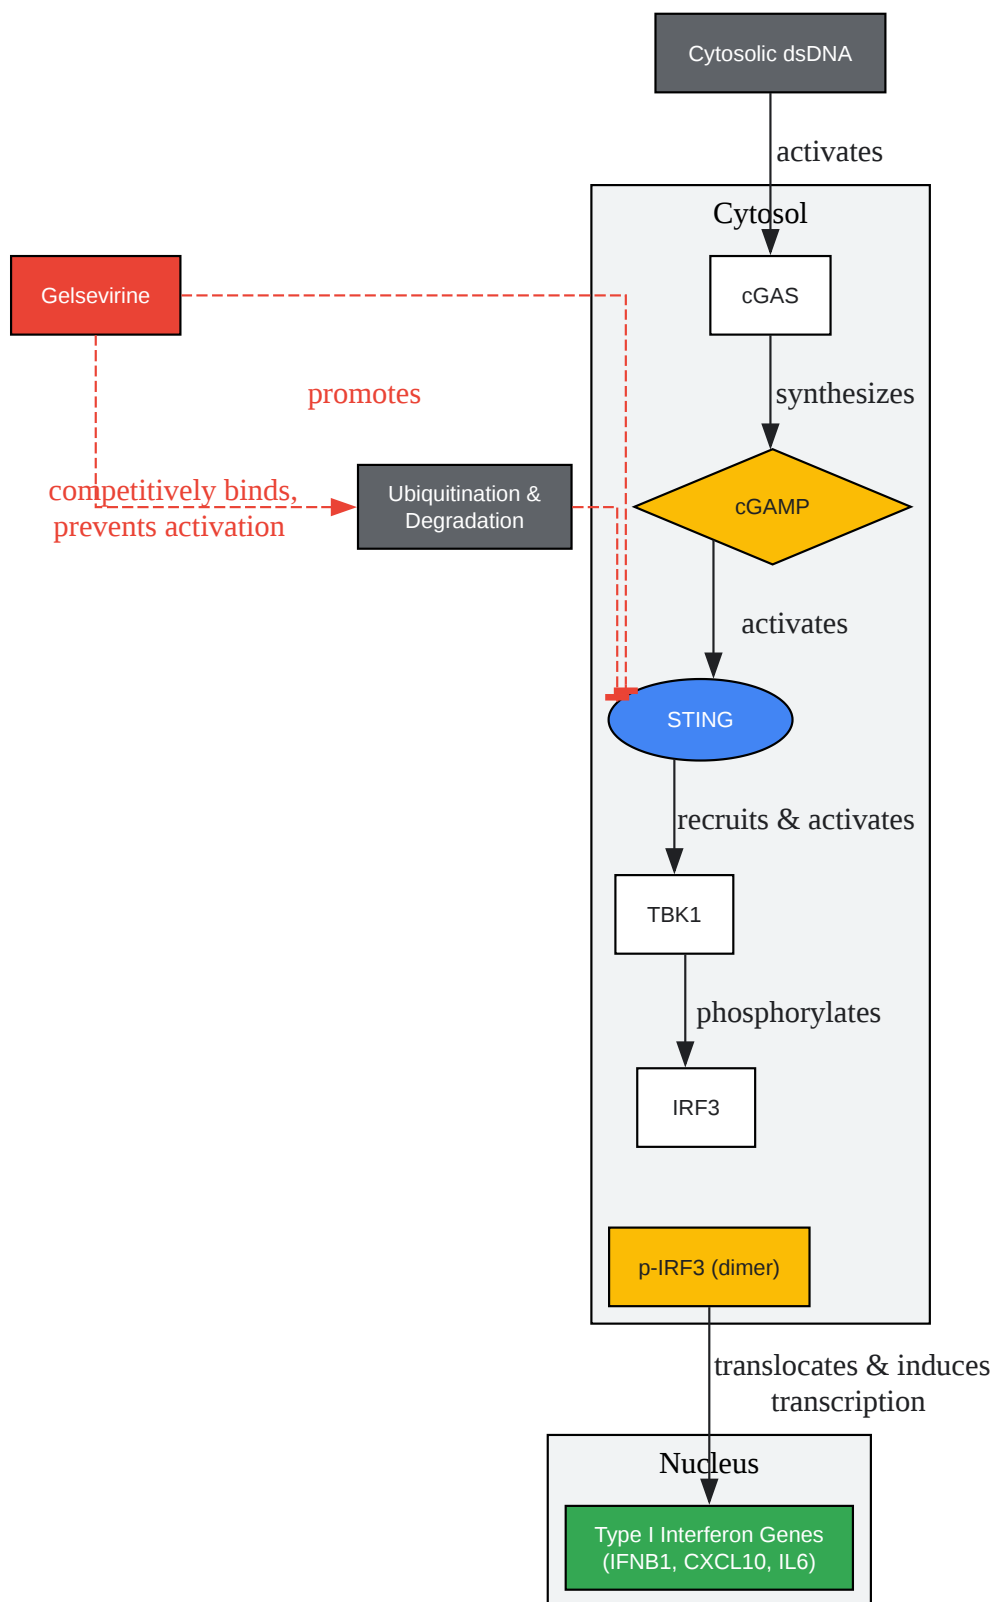 Cytosolic dsDNA
activates
Cytosol
Gelsevirine
cGAS
promotes
synthesizes
competitively binds,
prevents activation
Ubiquitination &
Degradation
cGAMP
activates
STING
recruits & activates
TBK1
phosphorylates
IRF3
p-IRF3 (dimer)
translocates & induces
transcription
Nucleus
Type I Interferon Genes
(IFNB1, CXCL10, IL6)